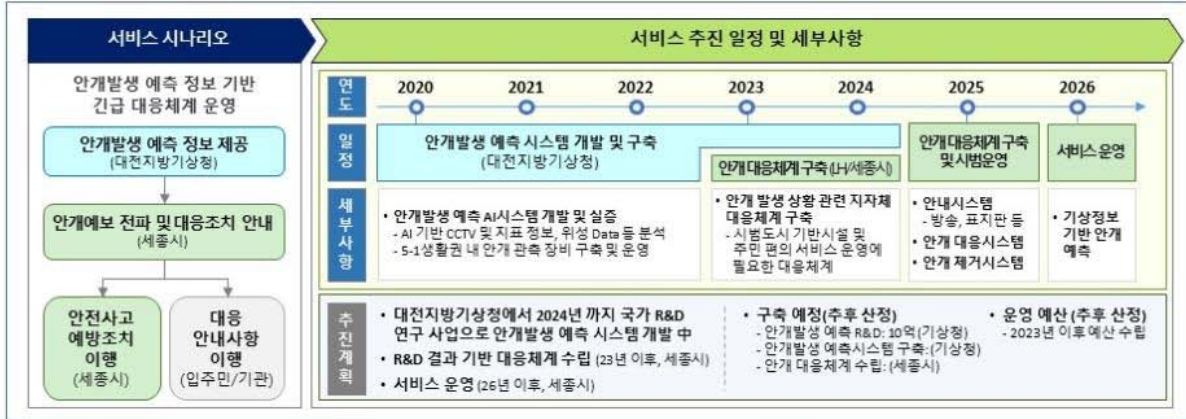 서비스 시나리오
안개발생 예측 정보 기반
긴급 대응체계 운영
안개발생 예측 정보 제공
(대전지방기상청)
안개예보 전파 및 대응조치 안내
(세종시)
안전사고
예방조치
이행
(세종시)
대응
안내사항
이행
(입주민/기관)
서비스 추진 일정 및 세부사항
연도
2020 2021 2022 2023 2024 2025 2026
일정
안개발생 예측 시스템 개발 및 구축
(대전지방기상청)
안개 대응체계 구축 (LH/세종시)
안개 대응체계 구축
및 시범운영
서비스 운영
세부사항
• 안개발생 예측 AI시스템 개발 및 실증
- AI 기반 CCTV 및 지표 정보, 위성 Data 등 분석
- 5-1생활권 내 안개 관측 장비 구축 및 운영
• 안개 발생 상황 관련 지자체
대응체계 구축
- 시범도시 기반시설 및
주민 편의 서비스 운영에
필요한 대응체계
• 안내시스템
- 방송, 표지판 등
• 안개 대응시스템
• 안개 제거시스템
• 기상정보
기반 안개
예측
추진계획
• 대전지방기상청에서 2024년 까지 국가 R&D
연구 사업으로 안개발생 예측 시스템 개발 中
• R&D 결과 기반 대응체계 수립 (23년 이후, 세종시)
• 서비스 운영 (26년 이후, 세종시)
• 구축 예정(추후 산정)
- 안개발생 예측 R&D: 10억 (기상청)
- 안개발생 예측시스템 구축: (기상청)
- 안개 대응체계 수립: (세종시)
• 운영 예산 (추후 산정)
- 2023년 이후 예산 수립